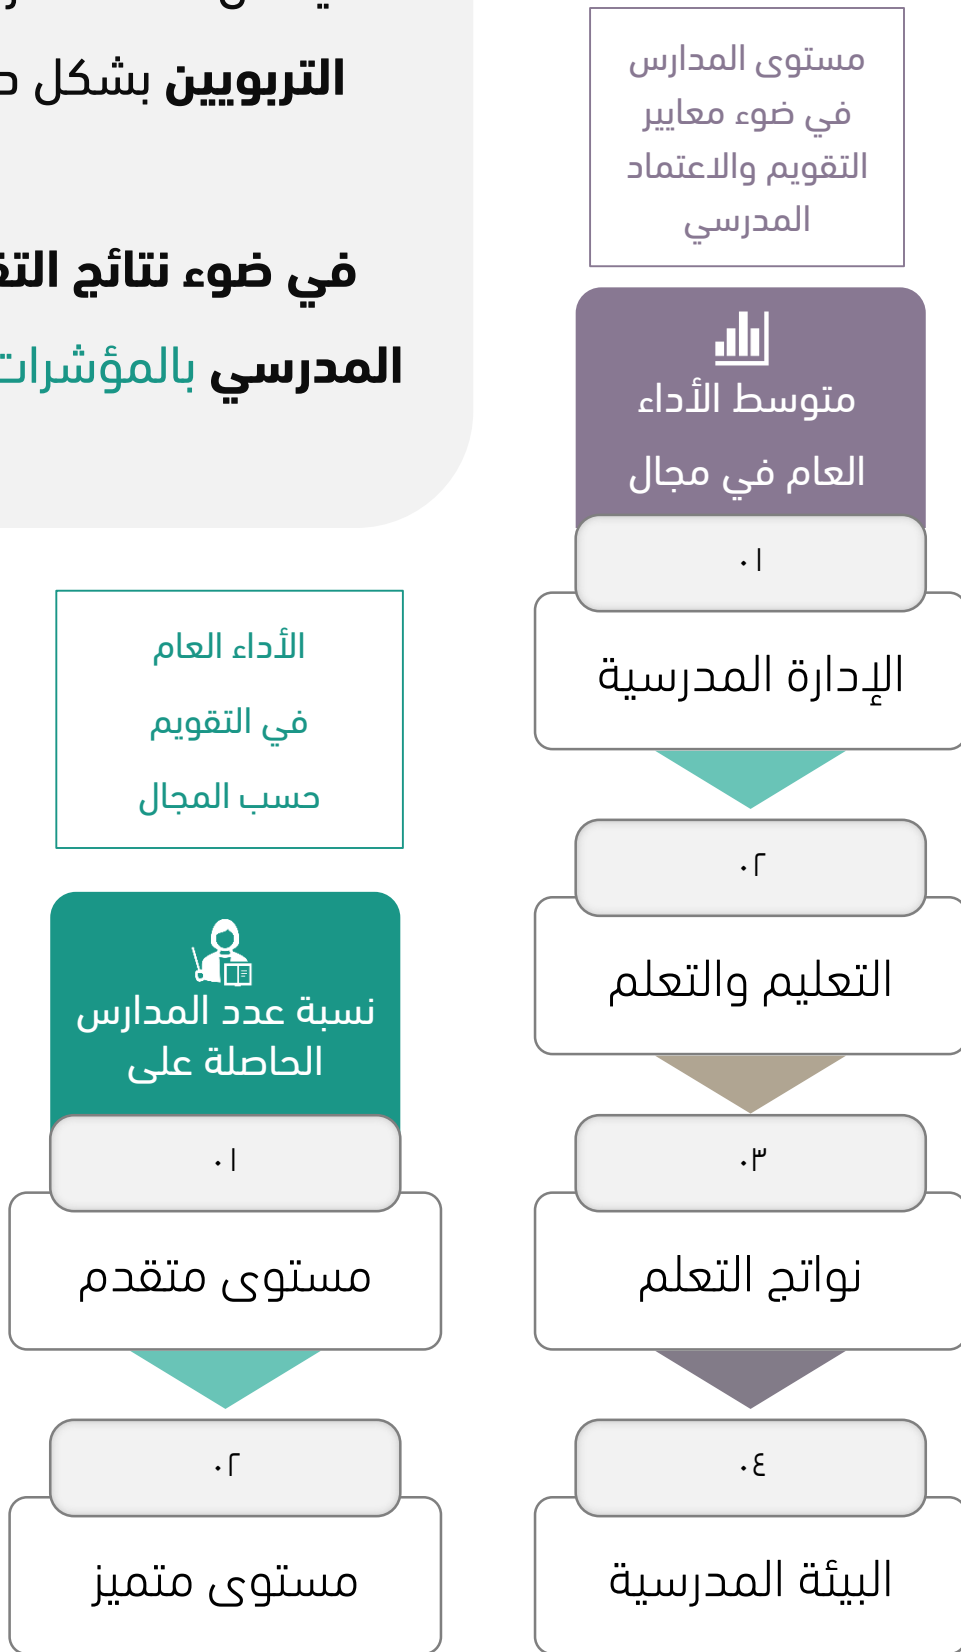 التربويين بشكل
في ضوء نتائج
المدرسي بالمؤشرات
مستوى المدارس
في ضوء معايير
التقويم والاعتماد
المدرسي
متوسط الأداء
العام في مجال
٠١
الإدارة المدرسية
٠٢
التعليم والتعلم
٠٣
نواتج التعلم
٠٤
البيئة المدرسية
الأداء العام
في التقويم
حسب المجال
نسبة عدد المدارس
الحاصلة على
٠١
مستوى متقدم
٠٢
مستوى متميز